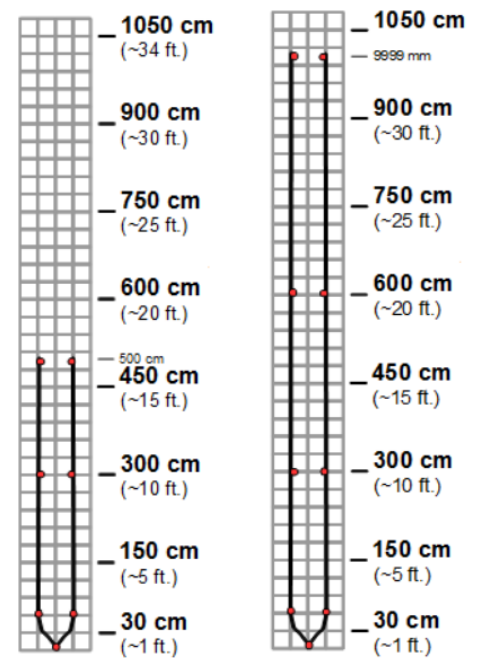 1050 cm
(~34 ft.)
900 cm
(~30 ft.)
750 cm
(~25 ft.)
600 cm
(~20 ft.)
500 cm
450 cm
(~15 ft.)
300 cm
(~10 ft.)
150 cm
(~5 ft.)
30 cm
(~1 ft.)
1050 cm
9999 mm
900 cm
(~30 ft.)
750 cm
(~25 ft.)
600 cm
(~20 ft.)
450 cm
(~15 ft.)
300 cm
(~10 ft.)
150 cm
(~5 ft.)
30 cm
(~1 ft.)